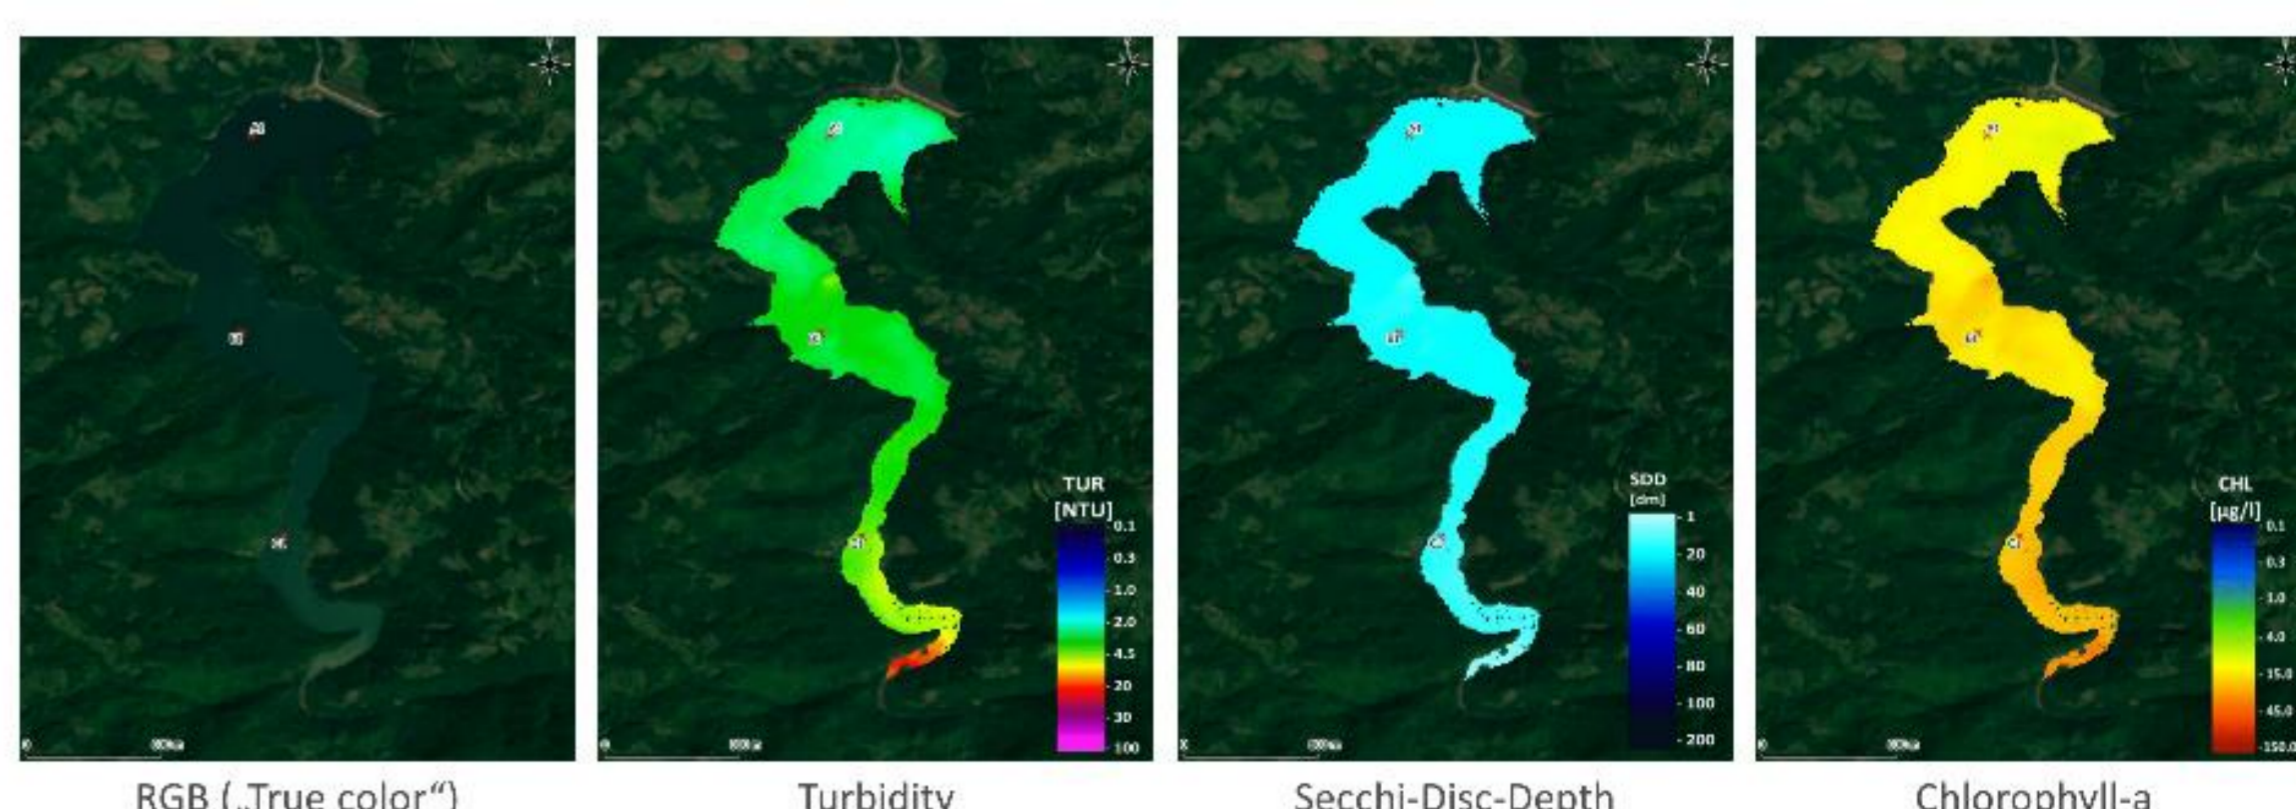 TUR
[NTU]
0.1
0.3
1.0
2.0
4.5
20
30
100
SDD
[dm]
1
20
40
60
80
100
200
CHL
[µg/l]
0.1
0.3
1.0
4.0
15.0
45.0
150.0
RGB („True color“)
Turbidity
Secchi-Disc-Depth
Chlorophyll-a